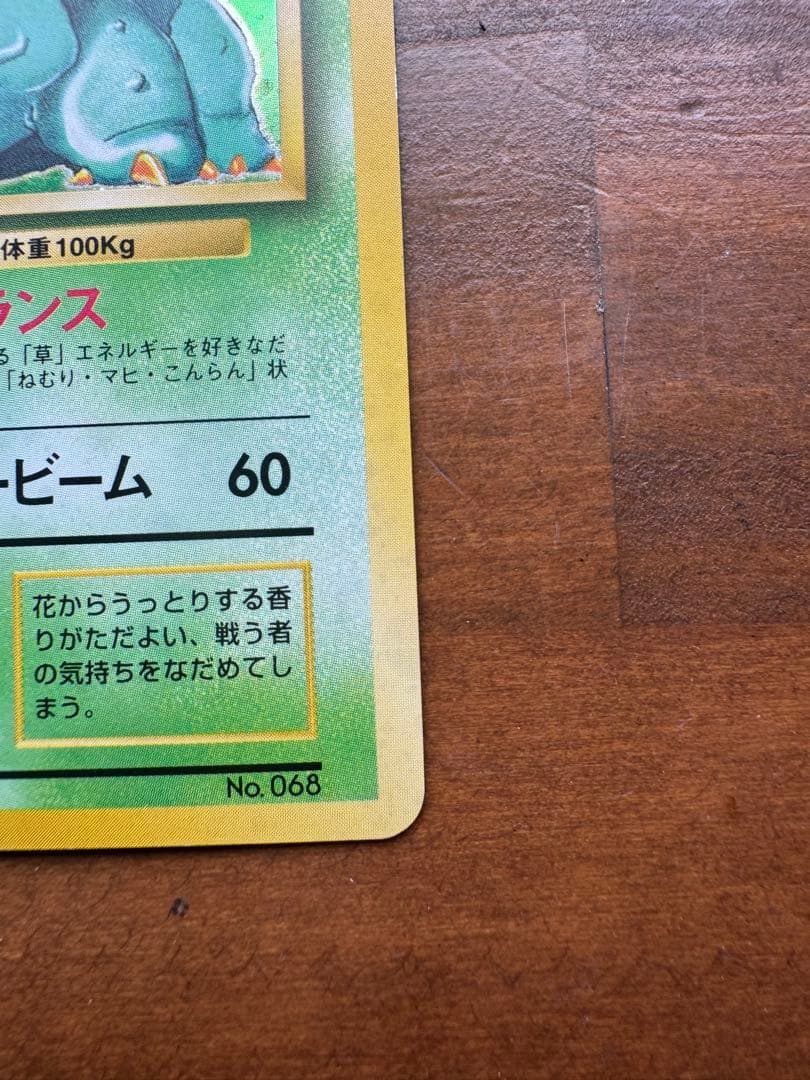 体重100Kg
ランス
る「草」エネルギーを好きなだ
「ねむり・マヒ・こんらん」状
ービーム 60
花からうっとりする香
りがただよい、戦う者
の気持ちをなだめてし
まう。
No.068